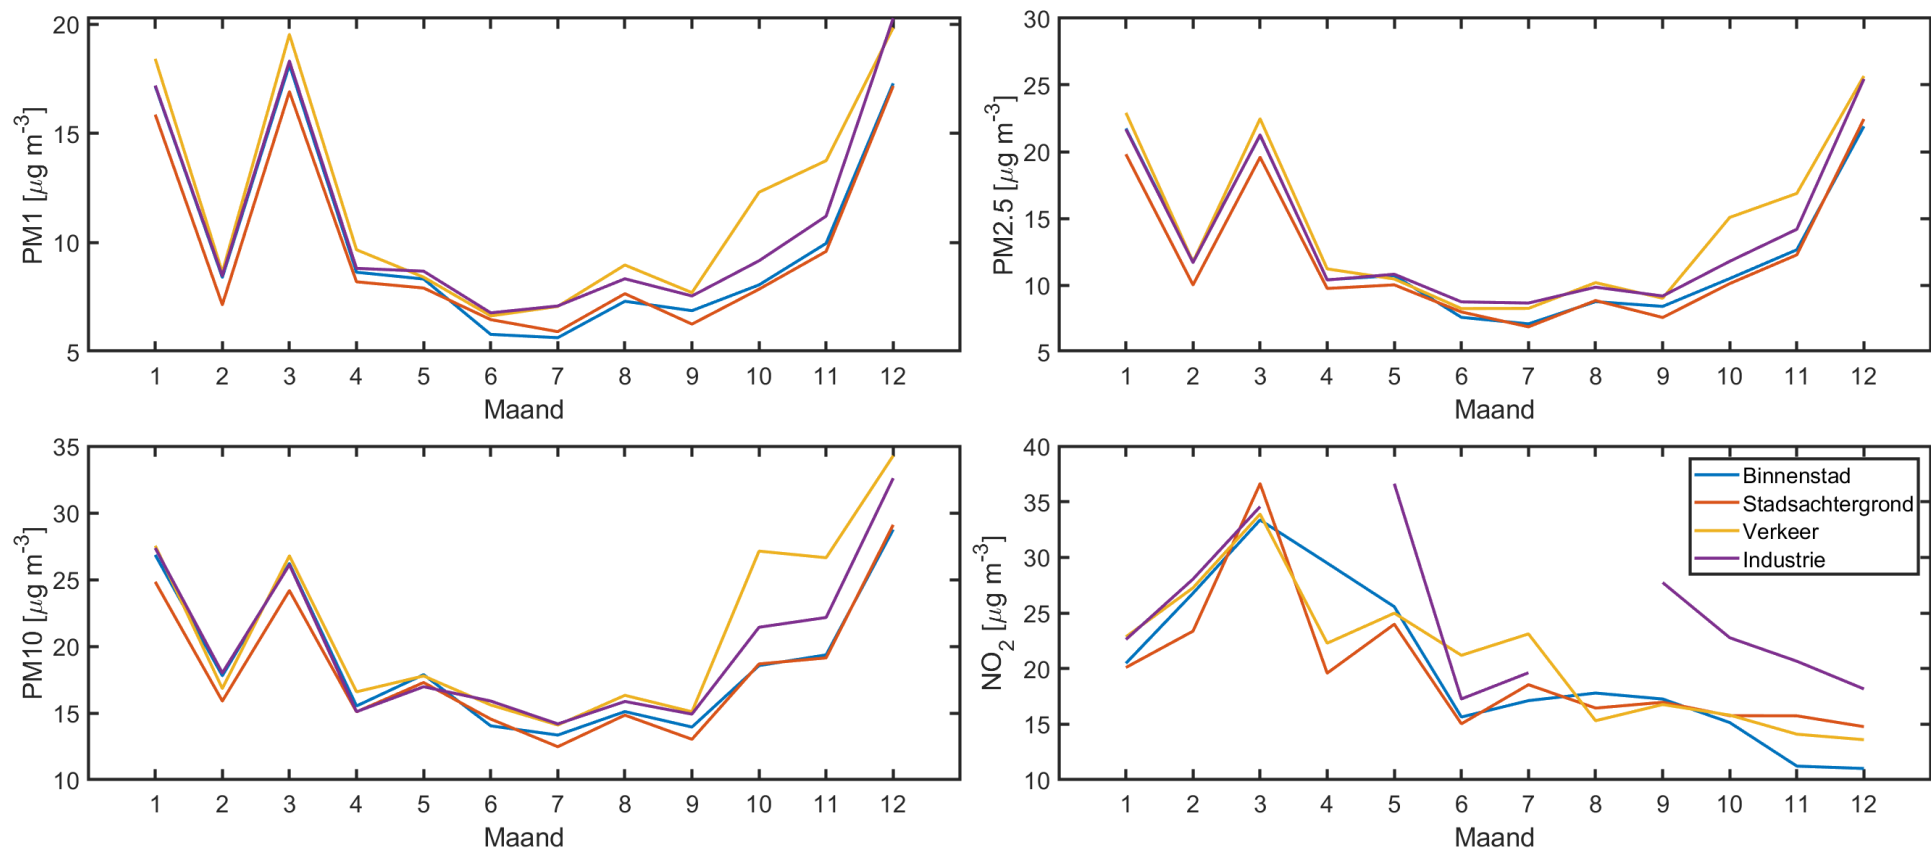 20
15
10
5
PM1 [μg m-3]
1 2 3 4 5 6 7 8 9 10 11 12
Maand
30
25
20
15
10
5
PM2.5 [μg m-3]
1 2 3 4 5 6 7 8 9 10 11 12
Maand
35
30
25
20
15
10
PM10 [μg m-3]
1 2 3 4 5 6 7 8 9 10 11 12
Maand
40
35
30
25
20
15
10
NO2 [μg m-3]
Binnenstad
Stadsachtergrond
Verkeer
Industrie
1 2 3 4 5 6 7 8 9 10 11 12
Maand